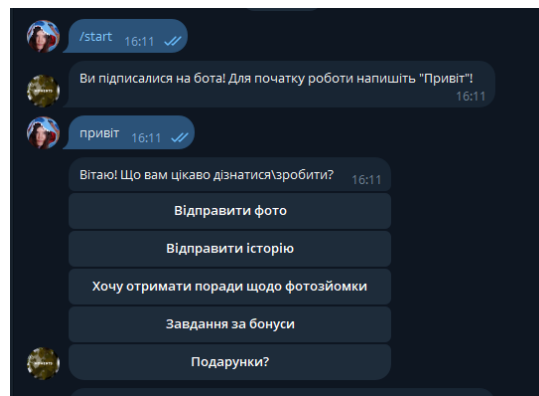 /start 16:11
Ви підписалися на бота! Для початку роботи напишіть "Привіт"!
16:11
привіт 16:11
Вітаю! Що вам цікаво дізнатися\зробити? 16:11
Відправити фото
Відправити історію
Хочу отримати поради щодо фотозйомки
Завдання за бонуси
Подарунки?